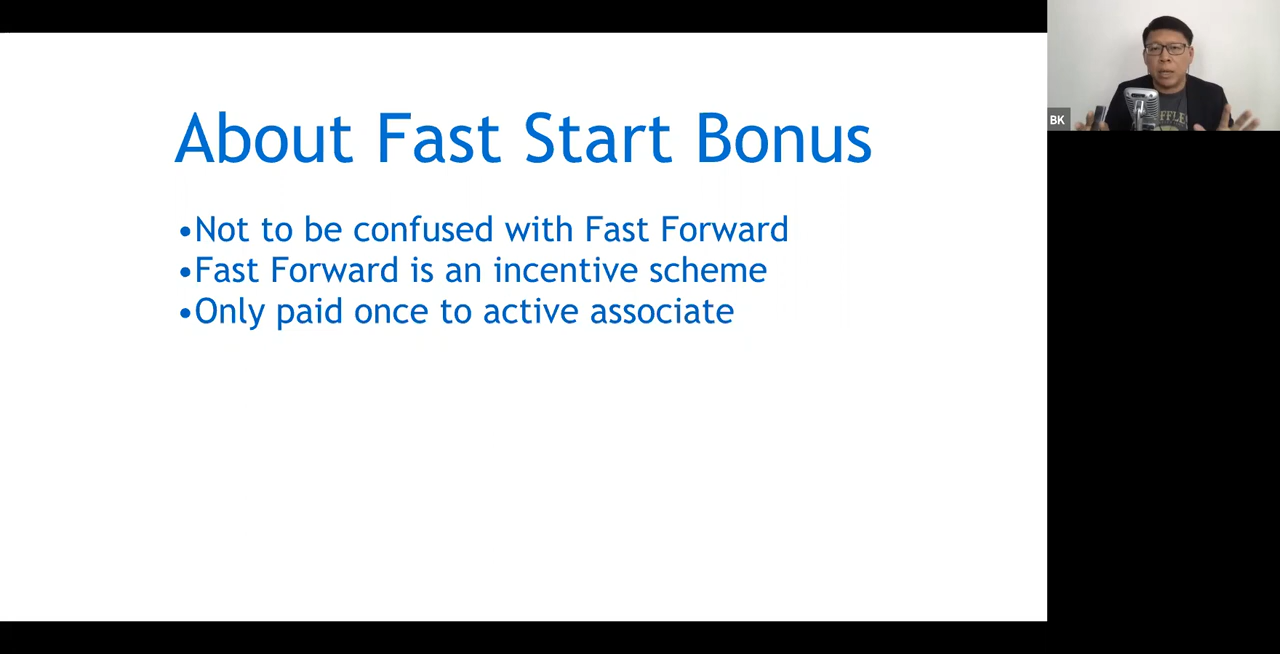 About Fast Start Bonus
•Not to be confused with Fast Forward
•Fast Forward is an incentive scheme
•Only paid once to active associate
BK